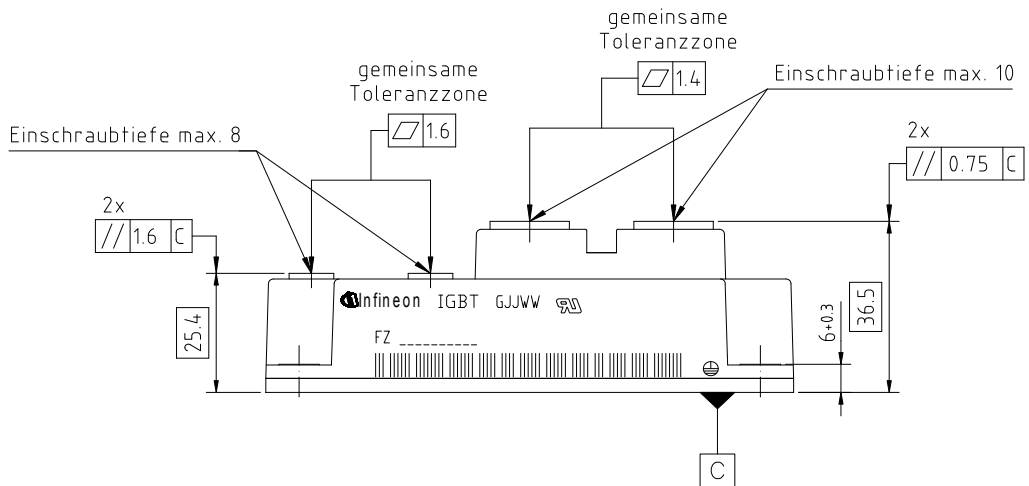 gemeinsame
Toleranzzone
1.4
Einschraubtiefe max. 10
gemeinsame
Toleranzzone
1.6
Einschraubtiefe max. 8
2x
// 0.75 C
2x
// 1.6 C
Infineon IGBT GJJWW
FZ __________
25.4
6+0.3
36.5
C